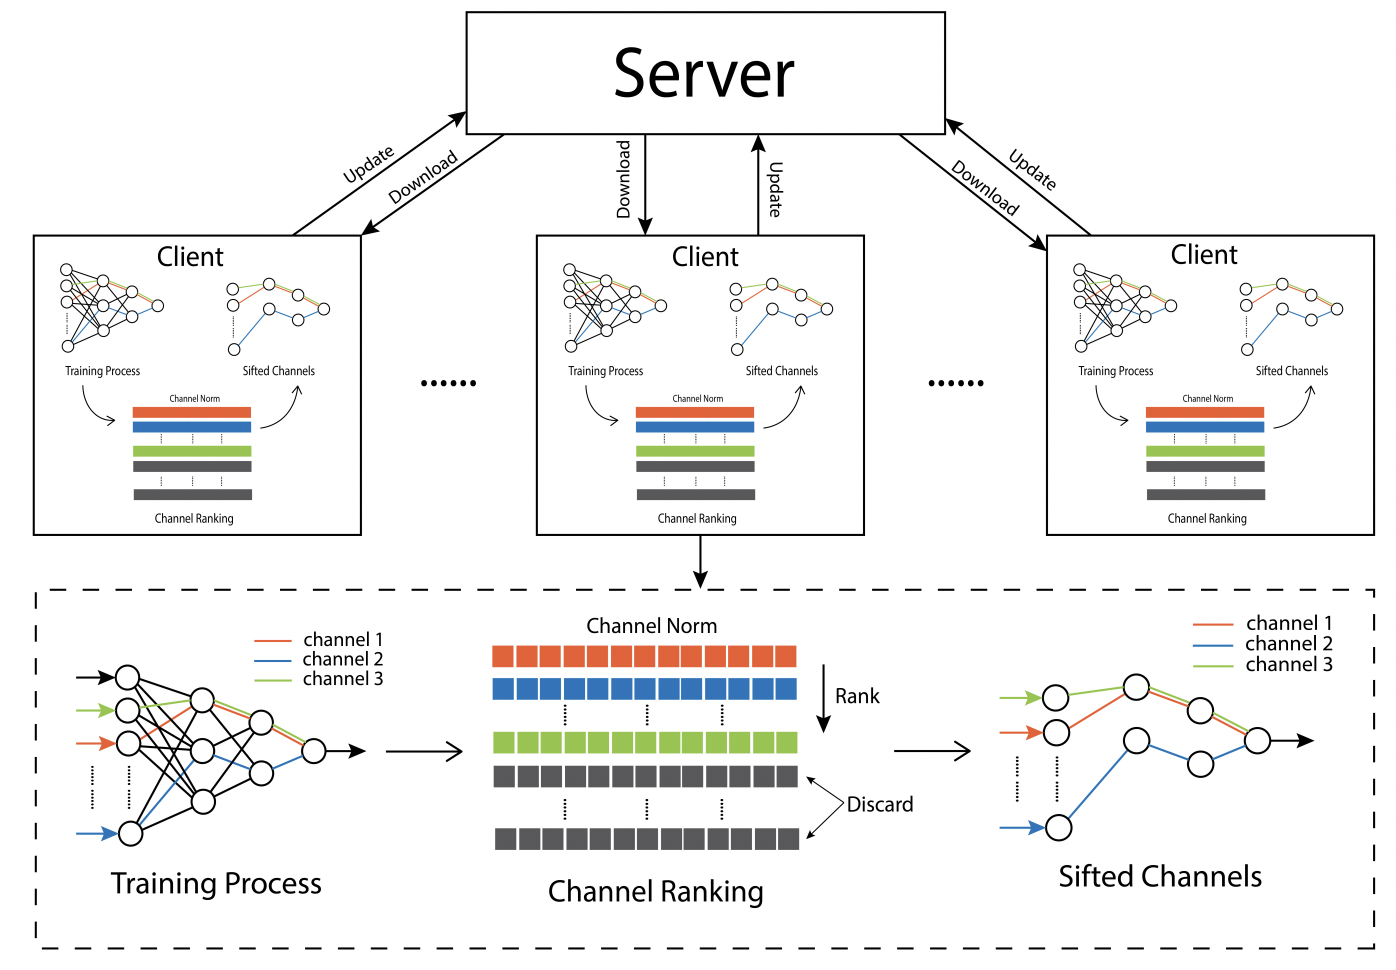 Server
Update
Download
Download
Update
Update
Download
Client
Training Process
Sifted Channels
Channel Norm
Channel Ranking
Client
Training Process
Sifted Channels
Channel Norm
Channel Ranking
Client
Training Process
Sifted Channels
Channel Norm
Channel Ranking
channel 1
channel 2
channel 3
Training Process
Channel Norm
Rank
Discard
Channel Ranking
channel 1
channel 2
channel 3
Sifted Channels